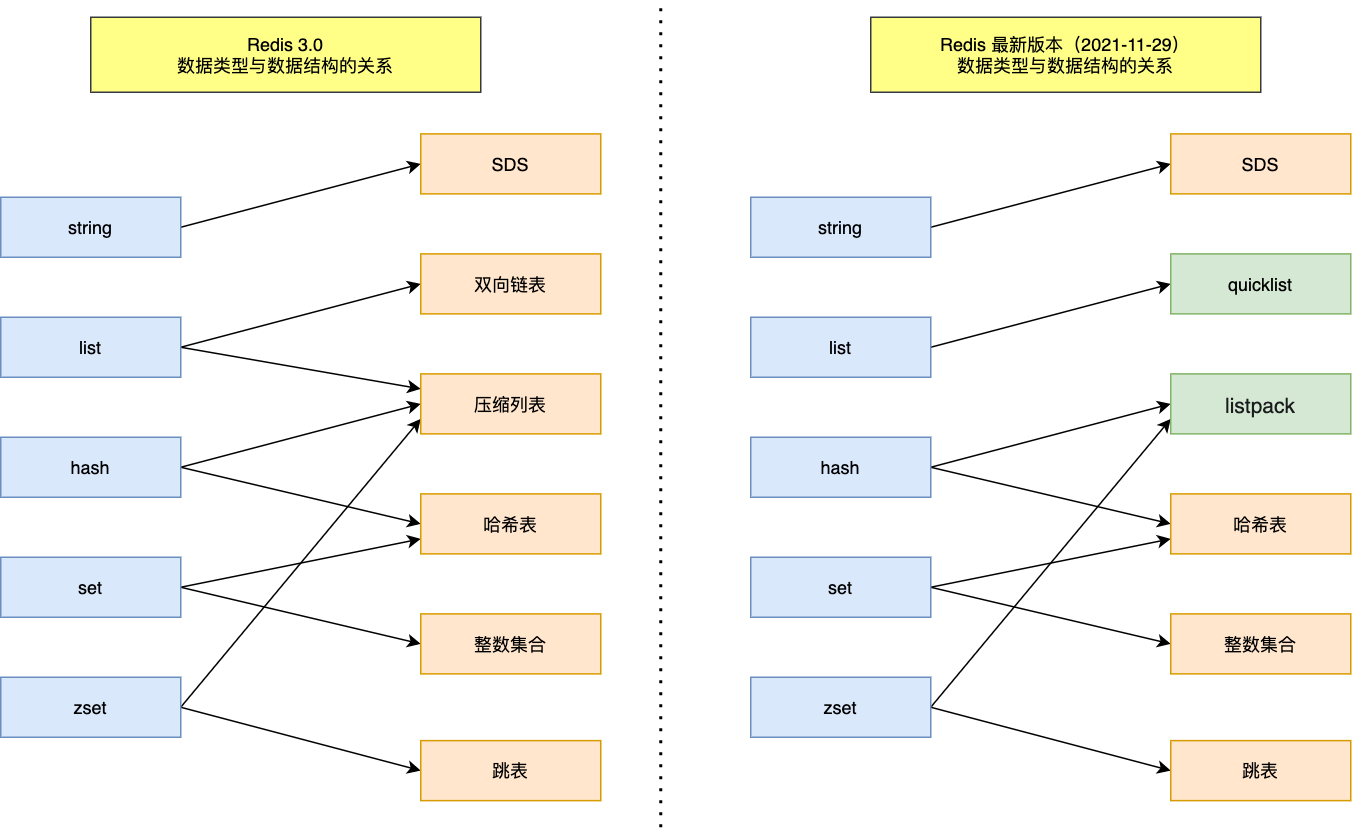 Redis 3.0
数据类型与数据结构的关系
SDS
string
双向链表
list
压缩列表
hash
哈希表
set
整数集合
zset
跳表
Redis 最新版本（2021-11-29）
数据类型与数据结构的关系
SDS
string
quicklist
list
listpack
hash
哈希表
set
整数集合
zset
跳表